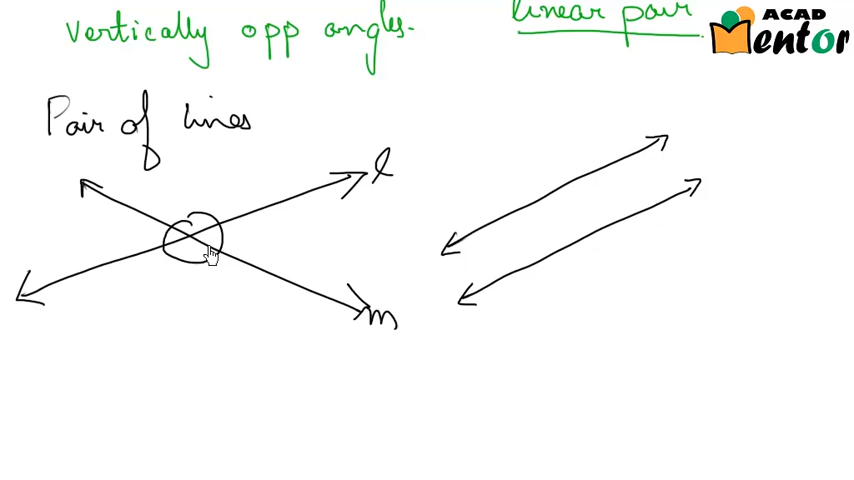 vertically opp angles.
linear pair
ACAD
Mentor
Pair of lines
l
m